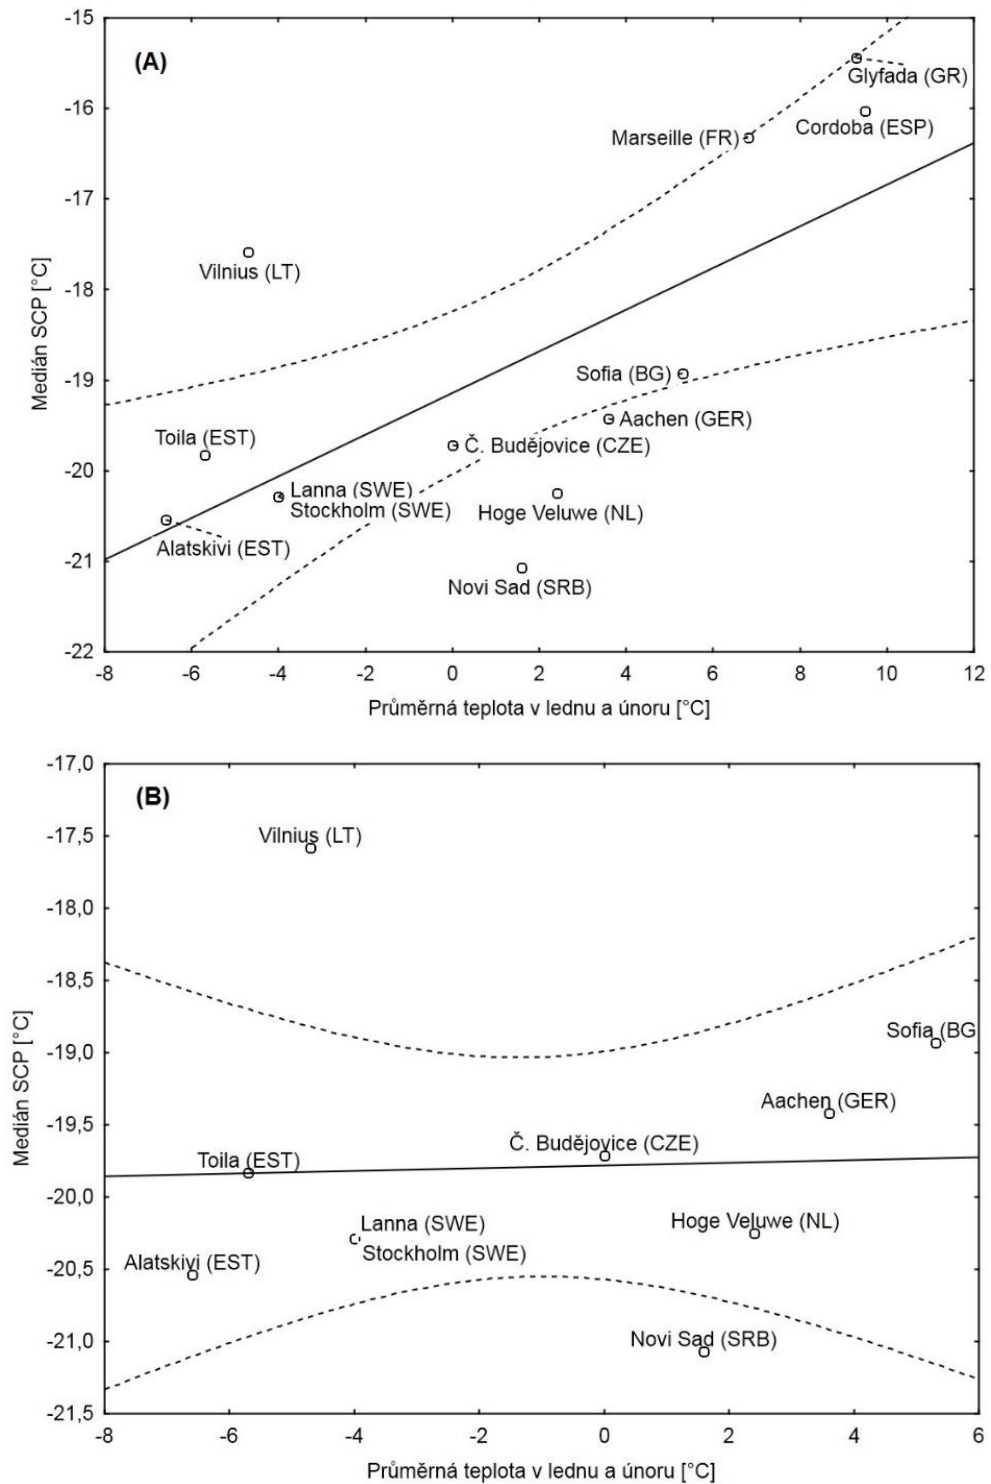 (A)
-15
-16
-17
-18
-19
-20
-21
-22
Medián SCP [°C]
Glyfada (GR)
Cordoba (ESP)
Marseille (FR)
Vilnius (LT)
Sofia (BG)
Aachen (GER)
Toila (EST)
Č. Budějovice (CZE)
Lanna (SWE)
Stockholm (SWE)
Hoge Veluwe (NL)
Alatskivi (EST)
Novi Sad (SRB)
-8 -6 -4 -2 0 2 4 6 8 10 12
Průměrná teplota v lednu a únoru [°C]
(B)
-17,0
-17,5
-18,0
-18,5
-19,0
-19,5
-20,0
-20,5
-21,0
-21,5
Medián SCP [°C]
Vilnius (LT)
Sofia (BG
Aachen (GER)
Č. Budějovice (CZE)
Toila (EST)
Lanna (SWE)
Hoge Veluwe (NL)
Stockholm (SWE)
Alatskivi (EST)
Novi Sad (SRB)
-8 -6 -4 -2 0 2 4 6
Průměrná teplota v lednu a únoru [°C]